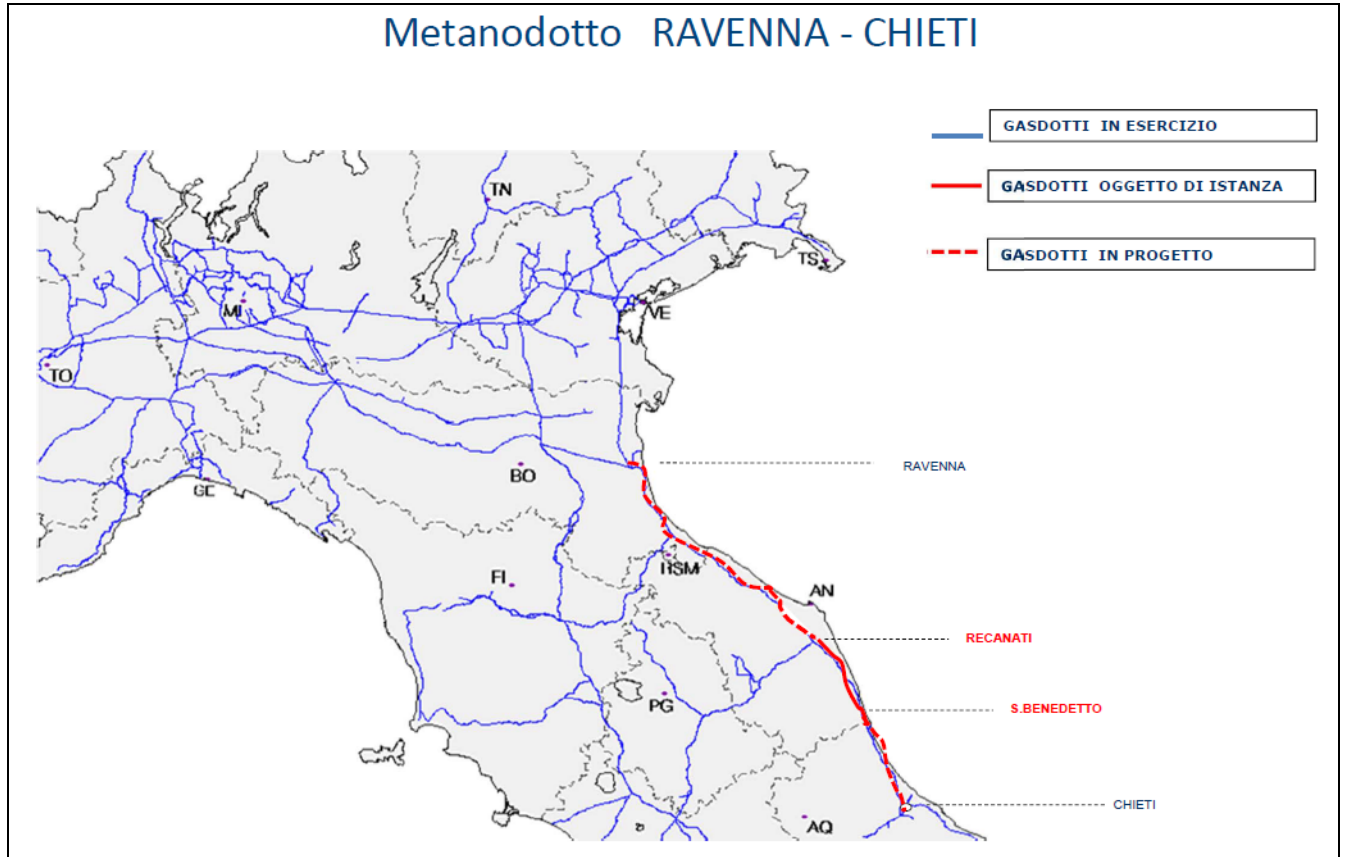 Metanodotto RAVENNA - CHIETI
GASDOTTI IN ESERCIZIO
GASDOTTI OGGETTO DI ISTANZA
GASDOTTI IN PROGETTO
TN
TS
MI
VE
TO
RAVENNA
BO
GE
RSM
FI
AN
RECANATI
PG
S.BENEDETTO
CHIETI
AQ